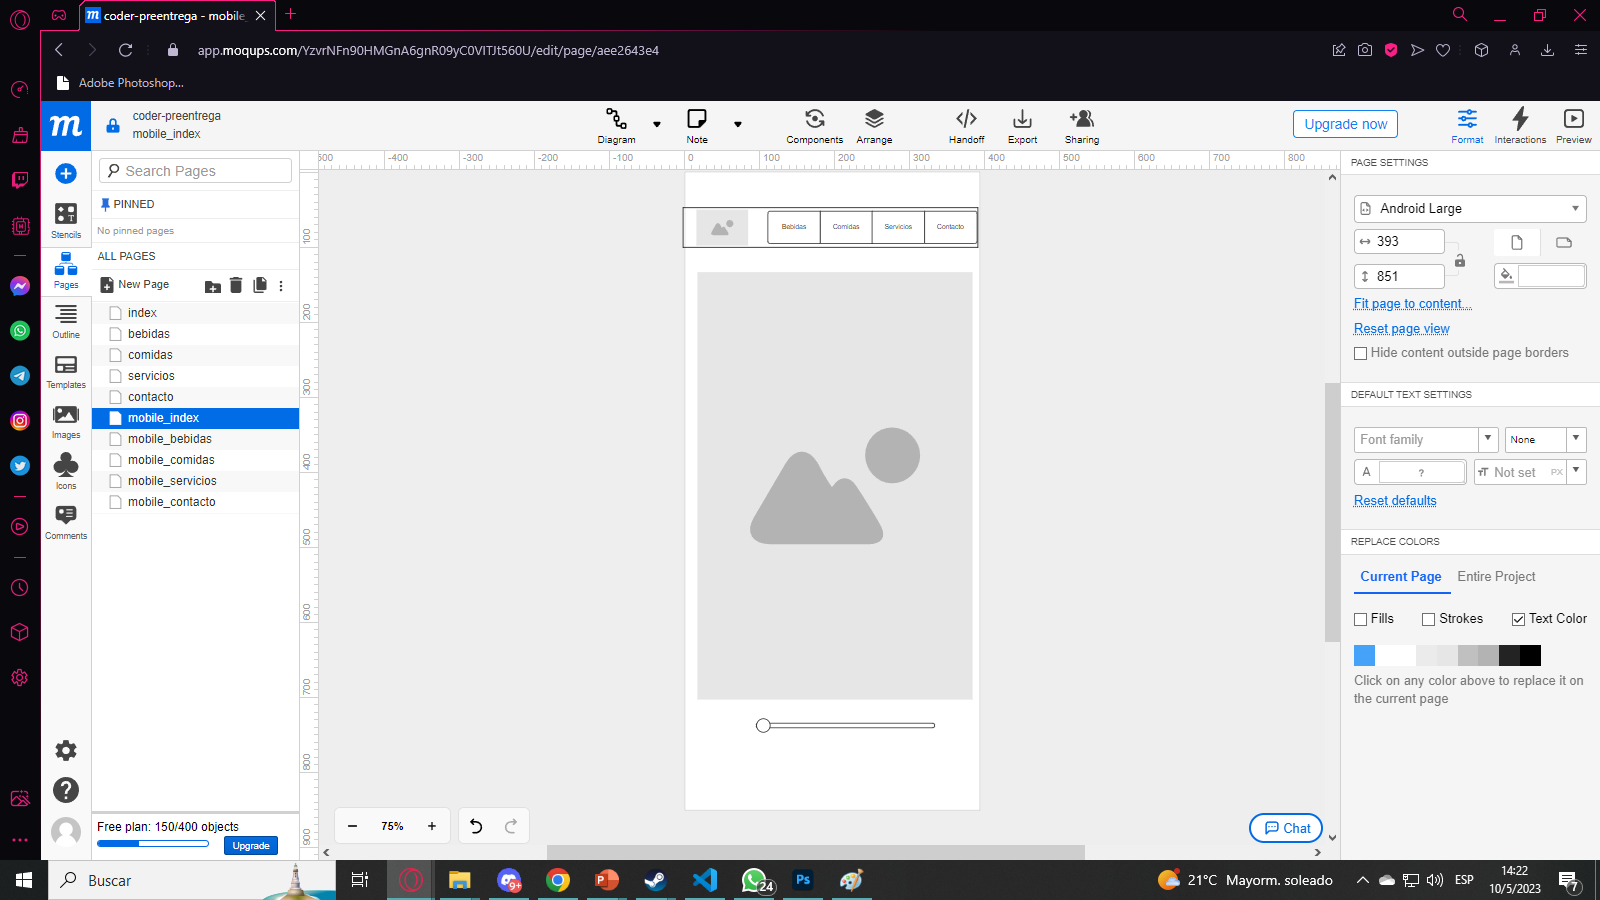 coder-preentrega - mobile_
app.moqups.com/YzvrNFn90HMGnA6gnR09yC0VITJt560U/edit/page/aee2643e4
Adobe Photoshop...
m
coder-preentrega
mobile_index
Diagram
Note
Components
Arrange
Handoff
Export
Sharing
Upgrade now
Format
Interactions
Preview
Stencils
Pages
Outline
Templates
Images
Icons
Comments
Search Pages
PINNED
No pinned pages
ALL PAGES
New Page
index
bebidas
comidas
servicios
contacto
mobile_index
mobile_bebidas
mobile_comidas
mobile_servicios
mobile_contacto
Free plan: 150/400 objects
Upgrade
-400 -300 -200 -100 0 100 200 300 400 500 600 700 800
100
200
300
400
500
600
700
800
900
Bebidas Comidas Servicios Contacto
75%
Chat
PAGE SETTINGS
Android Large
393
851
Fit page to content...
Reset page view
Hide content outside page borders
DEFAULT TEXT SETTINGS
Font family
None
A
?
Not set PX
Reset defaults
REPLACE COLORS
Current Page Entire Project
Fills Strokes Text Color
Click on any color above to replace it on
the current page
Buscar
9+
24
Ps
21°C Mayorm. soleado
ESP
14:22
10/5/2023
7